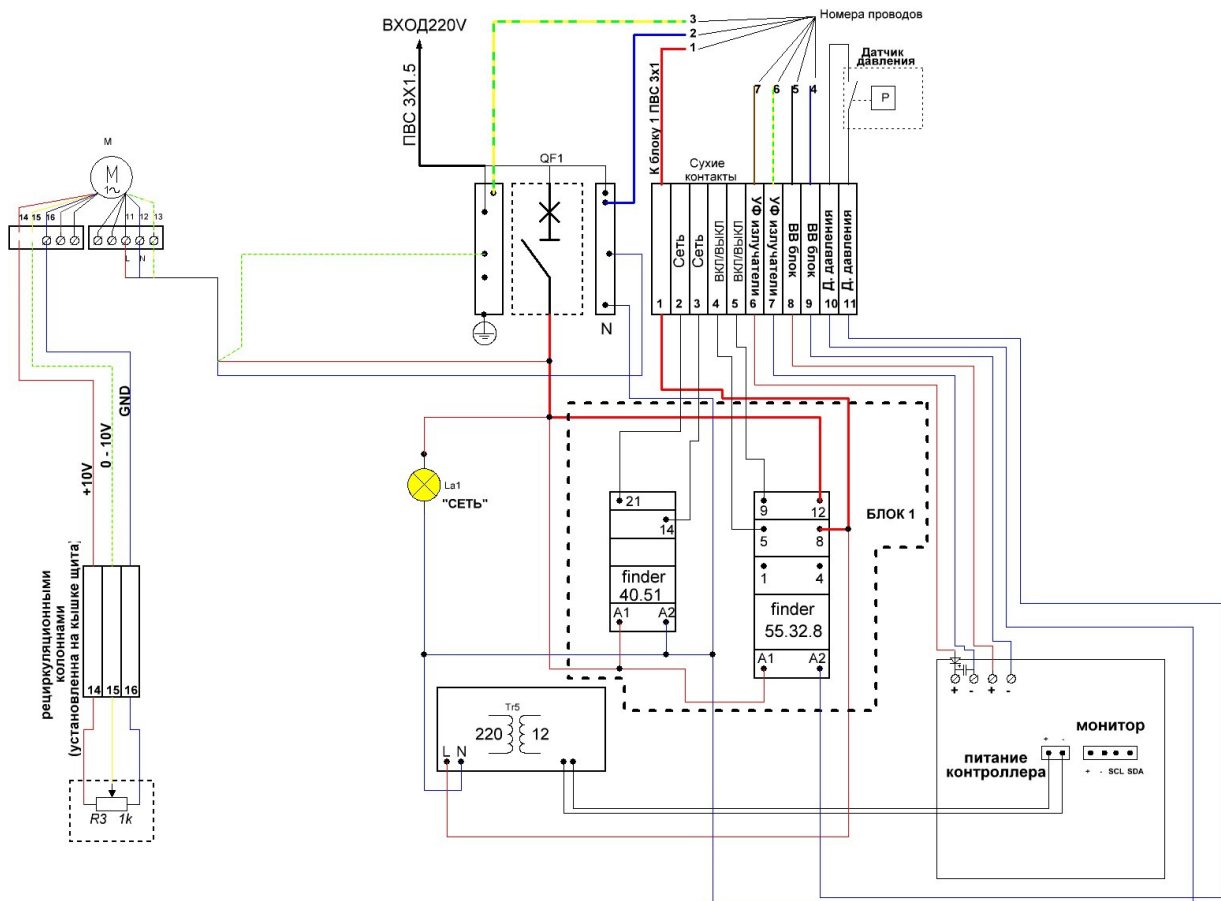 ВХОД220V
ПВС 3X1.5
3
2
1
Номера проводов
К блоку 1 ПВС 3x1
7
6
5
4
Датчик
давления
P
M
M
1~
14
15
16
11
12
13
L
N
QF1
N
Сухие
контакты
Сеть
Сеть
ВКЛ/ВЫКЛ
ВКЛ/ВЫКЛ
УФ излучатели
УФ излучатели
ВВ блок
ВВ блок
Д. давления
Д. давления
1
2
3
4
5
6
7
8
9
10
11
+10V
0 - 10V
GND
La1
"СЕТЬ"
БЛОК 1
21
14
finder
40.51
A1
A2
9
12
5
8
1
4
finder
55.32.8
A1
A2
рециркуляционными
колоннами
(установленна на кышке щита)
14
15
16
R3 1k
Tr5
220
12
L N
+
-
+
-
питание
контроллера
+ -
монитор
+ - SCL SDA